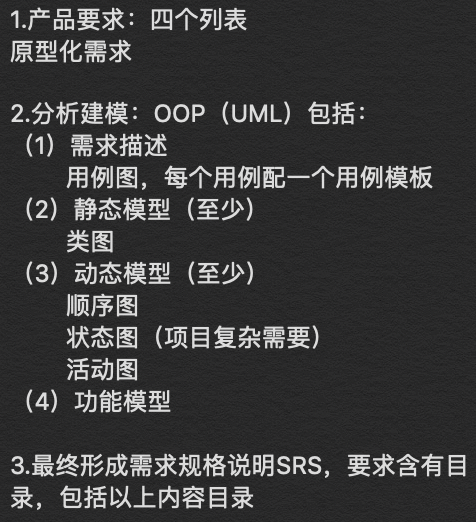 1.产品要求：四个列表
原型化需求
2.分析建模：OOP（UML）包括：
（1）需求描述
用例图，每个用例配一个用例模板
（2）静态模型（至少）
类图
（3）动态模型（至少）
顺序图
状态图（项目复杂需要）
活动图
（4）功能模型
3.最终形成需求规格说明SRS，要求含有目
录，包括以上内容目录